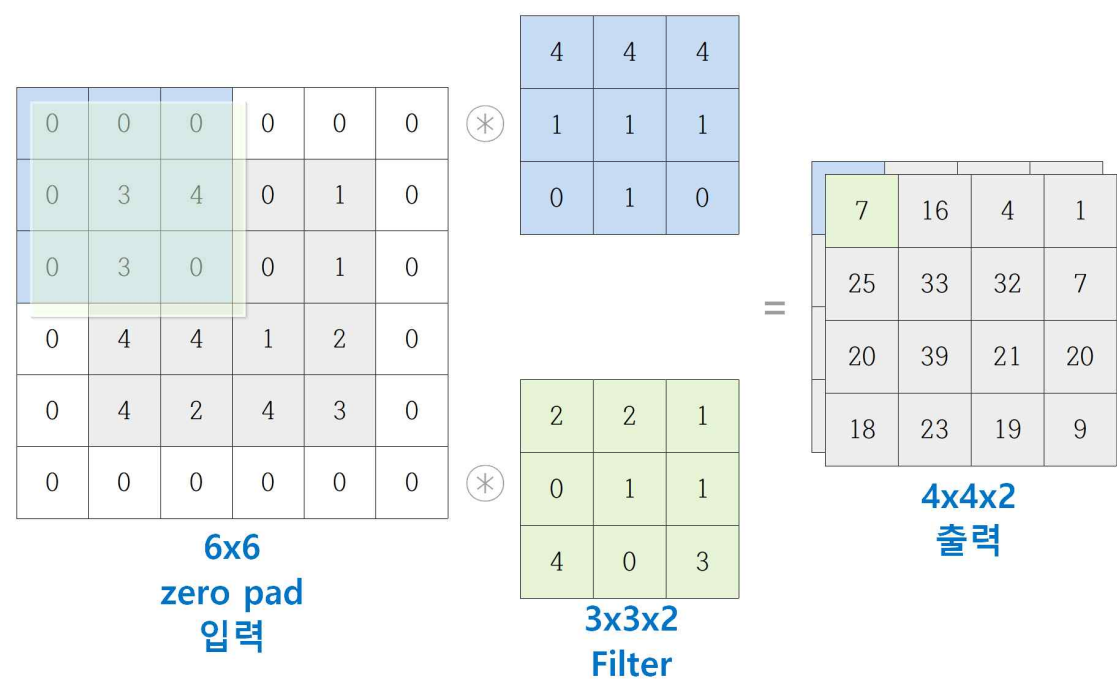 0 0 0 0 0 0
0 3 4 0 1 0
0 3 0 0 1 0
0 4 4 1 2 0
0 4 2 4 3 0
0 0 0 0 0 0
6x6
zero pad
입력
4 4 4
1 1 1
0 1 0
2 2 1
0 1 1
4 0 3
3x3x2
Filter
=
7 16 4 1
25 33 32 7
20 39 21 20
18 23 19 9
4x4x2
출력